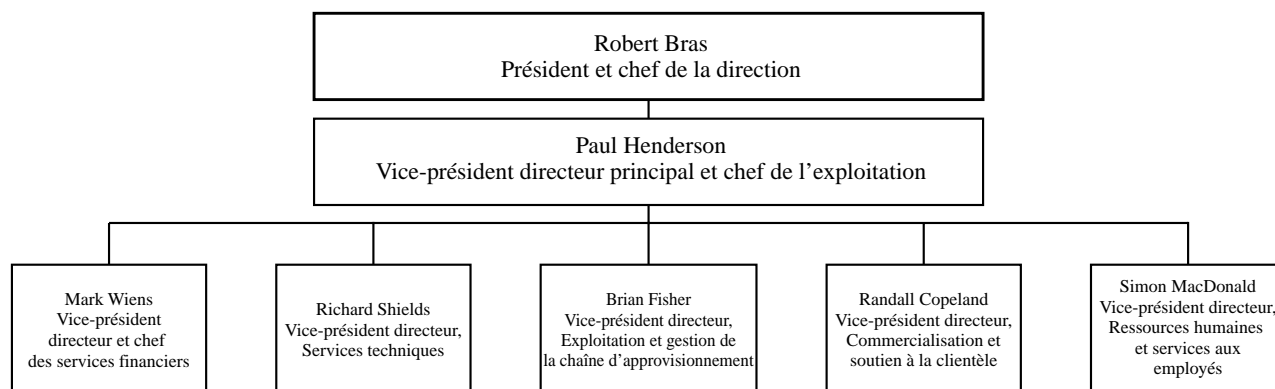 Robert Bras
Président et chef de la direction
Paul Henderson
Vice-président directeur principal et chef de l’exploitation
Mark Wiens
Vice-président
directeur et chef
des services financiers
Richard Shields
Vice-président directeur,
Services techniques
Brian Fisher
Vice-président directeur,
Exploitation et gestion de
la chaîne d’approvisionnement
Randall Copeland
Vice-président directeur,
Commercialisation et
soutien à la clientèle
Simon MacDonald
Vice-président directeur,
Ressources humaines
et services aux
employés